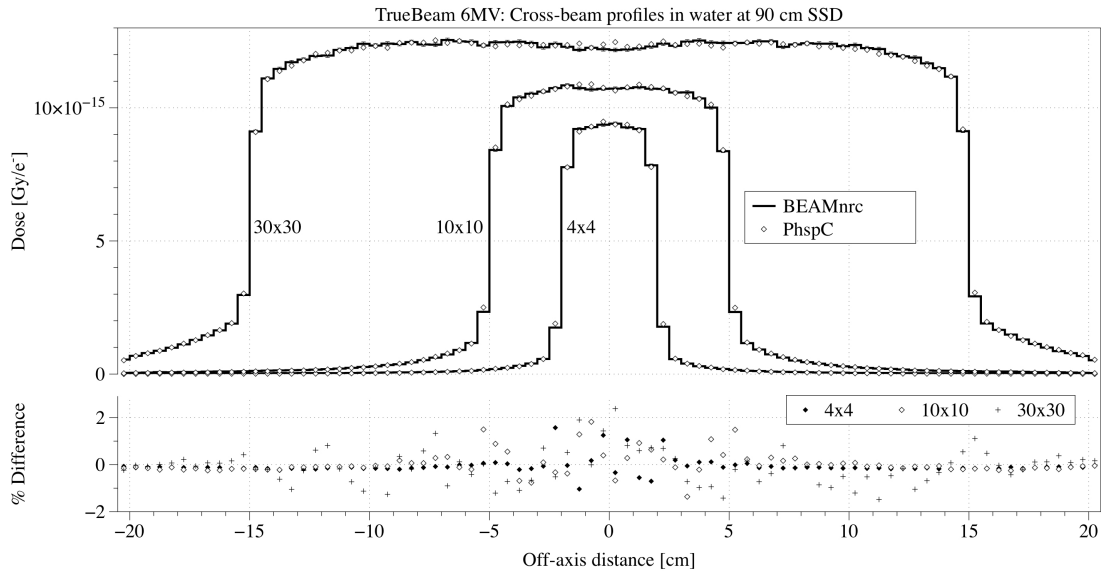 TrueBeam 6MV: Cross-beam profiles in water at 90 cm SSD
10×10⁻¹⁵
Dose [Gy/e⁻]
30x30
10x10
4x4
BEAMnrc
PhspC
5
0
4x4
10x10
30x30
% Difference
2
0
−2
−20
−15
−10
−5
0
5
10
15
20
Off-axis distance [cm]